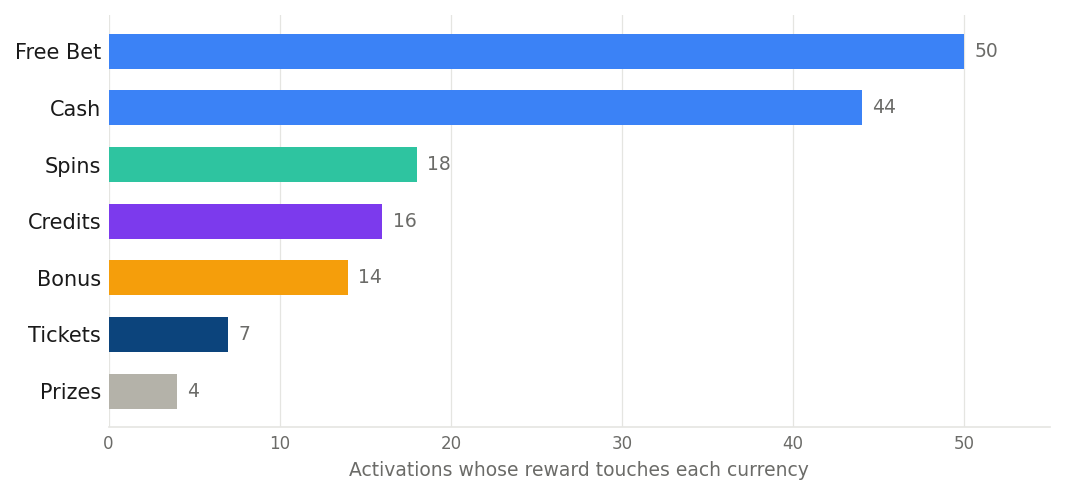 Free Bet 50
Cash 44
Spins 18
Credits 16
Bonus 14
Tickets 7
Prizes 4
0 10 20 30 40 50
Activations whose reward touches each currency